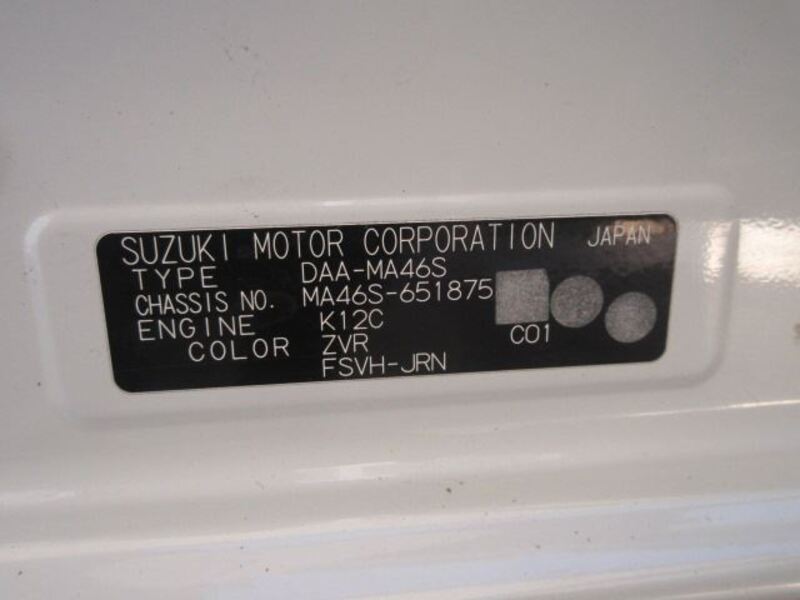 SUZUKI MOTOR CORPORATION JAPAN
TYPE DAA-MA46S
CHASSIS NO. MA46S-651875
ENGINE K12C C01
COLOR ZVR
FSVH-JRN